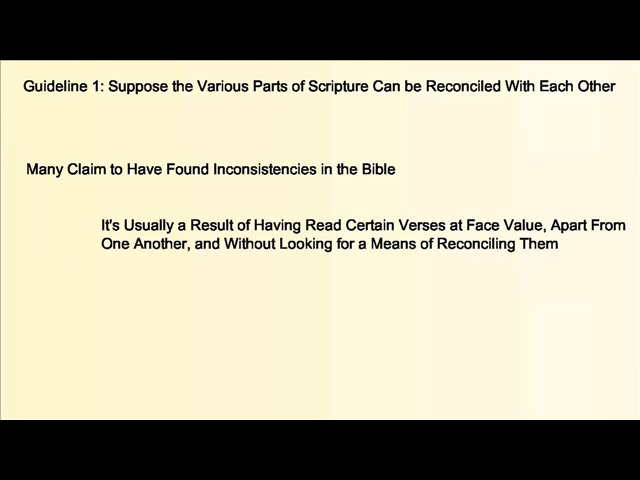 Guideline 1: Suppose the Various Parts of Scripture Can be Reconciled With Each Other
Many Claim to Have Found Inconsistencies in the Bible
It's Usually a Result of Having Read Certain Verses at Face Value, Apart From
One Another, and Without Looking for a Means of Reconciling Them